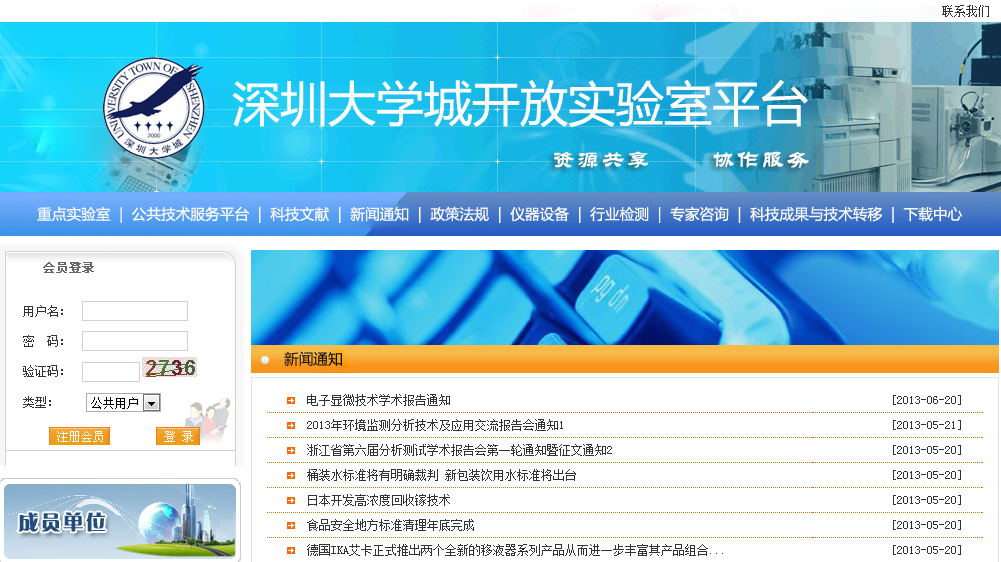 联系我们
UNIVERSITY TOWN OF SHENZHEN
2000
深圳大学城
深圳大学城开放实验室平台
资源共享 协作服务
重点实验室 | 公共技术服务平台 | 科技文献 | 新闻通知 | 政策法规 | 仪器设备 | 行业检测 | 专家咨询 | 科技成果与技术转移 | 下载中心
会员登录
用户名：
密 码：
验证码： 2736
类型： 公共用户
注册会员 登 录
成员单位
pg dn
新闻通知
电子显微技术学术报告通知 [2013-06-20]
2013年环境监测分析技术及应用交流报告会通知1 [2013-05-21]
浙江省第六届分析测试学术报告会第一轮通知暨征文通知2 [2013-05-20]
桶装水标准将有明确裁判 新包装饮用水标准将出台 [2013-05-20]
日本开发高浓度回收镓技术 [2013-05-20]
食品安全地方标准清理年底完成 [2013-05-20]
德国IKA艾卡正式推出两个全新的移液器系列产品从而进一步丰富其产品组合... [2013-05-20]